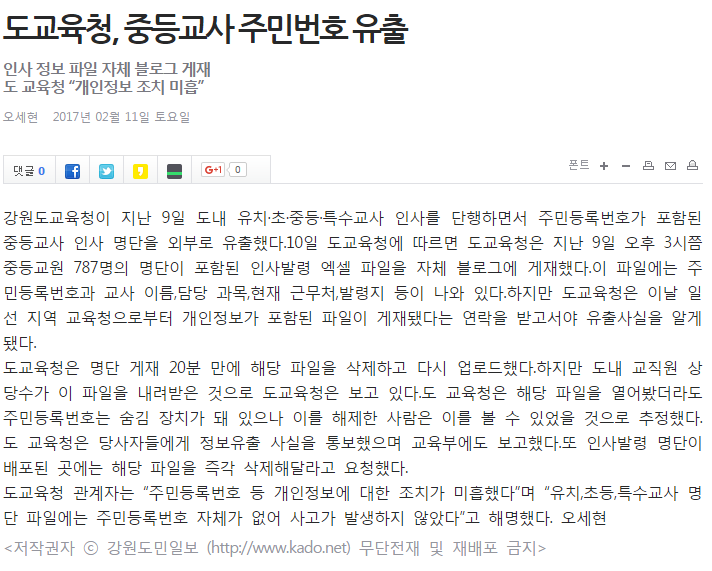 도교육청, 중등교사 주민번호 유출
인사 정보 파일 자체 블로그 게재
도 교육청 “개인정보 조치 미흡”
오세현 2017년 02월 11일 토요일
댓글 0 G+1 0 폰트
강원도교육청이 지난 9일 도내 유치·초·중등·특수교사 인사를 단행하면서 주민등록번호가 포함된
중등교사 인사 명단을 외부로 유출했다.10일 도교육청에 따르면 도교육청은 지난 9일 오후 3시쯤
중등교원 787명의 명단이 포함된 인사발령 엑셀 파일을 자체 블로그에 게재했다.이 파일에는 주
민등록번호과 교사 이름,담당 과목,현재 근무처,발령지 등이 나와 있다.하지만 도교육청은 이날 일
선 지역 교육청으로부터 개인정보가 포함된 파일이 게재됐다는 연락을 받고서야 유출사실을 알게
됐다.
도교육청은 명단 게재 20분 만에 해당 파일을 삭제하고 다시 업로드했다.하지만 도내 교직원 상
당수가 이 파일을 내려받은 것으로 도교육청은 보고 있다.도 교육청은 해당 파일을 열어봤더라도
주민등록번호는 숨김 장치가 돼 있으나 이를 해제한 사람은 이를 볼 수 있었을 것으로 추정했다.
도 교육청은 당사자들에게 정보유출 사실을 통보했으며 교육부에도 보고했다.또 인사발령 명단이
배포된 곳에는 해당 파일을 즉각 삭제해달라고 요청했다.
도교육청 관계자는 “주민등록번호 등 개인정보에 대한 조치가 미흡했다”며 “유치,초등,특수교사 명
단 파일에는 주민등록번호 자체가 없어 사고가 발생하지 않았다”고 해명했다. 오세현
<저작권자 ⓒ 강원도민일보 (http://www.kado.net) 무단전재 및 재배포 금지>